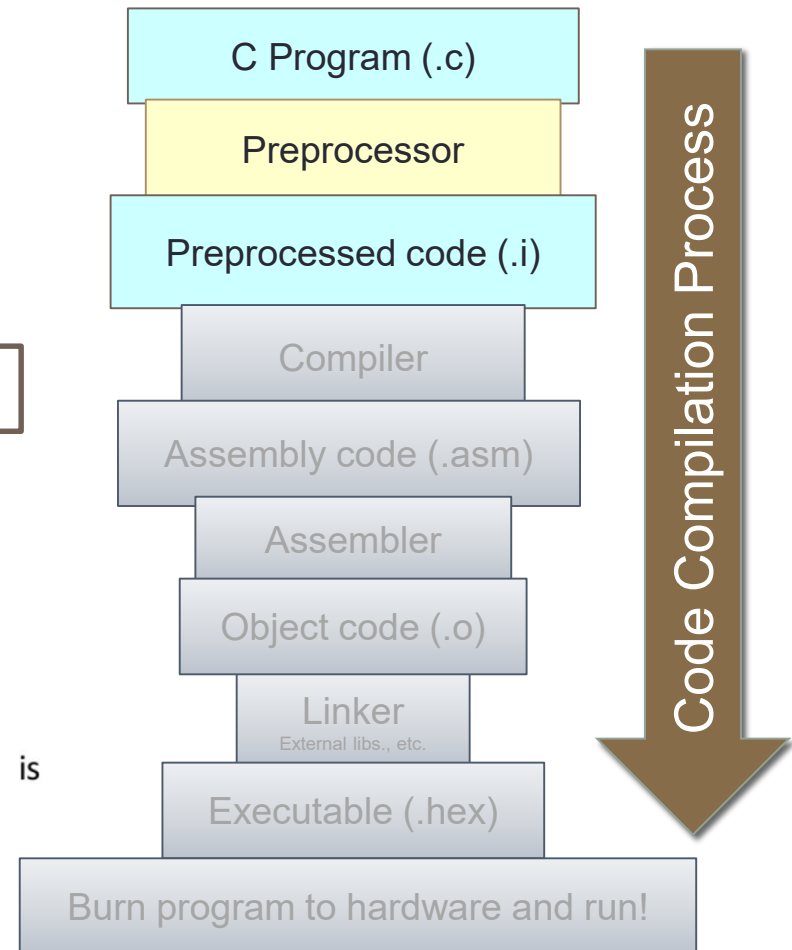 C Program (.c)
Preprocessor
Preprocessed code (.i)
Compiler
Assembly code (.asm)
Assembler
Object code (.o)
Linker
External libs., etc.
is
Executable (.hex)
Burn program to hardware and run!
Code Compilation Process